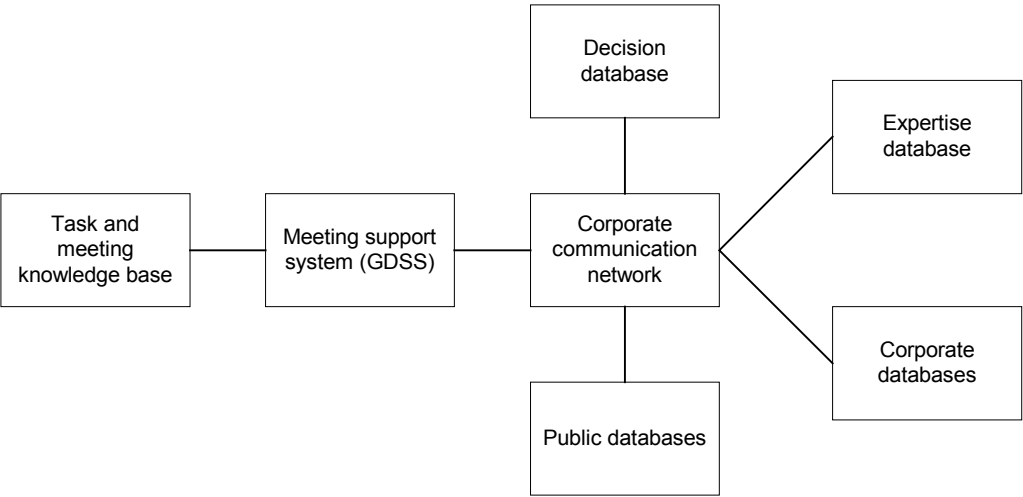 Decision
database
Expertise
database
Task and
meeting
knowledge base
Meeting support
system (GDSS)
Corporate
communication
network
Corporate
databases
Public databases